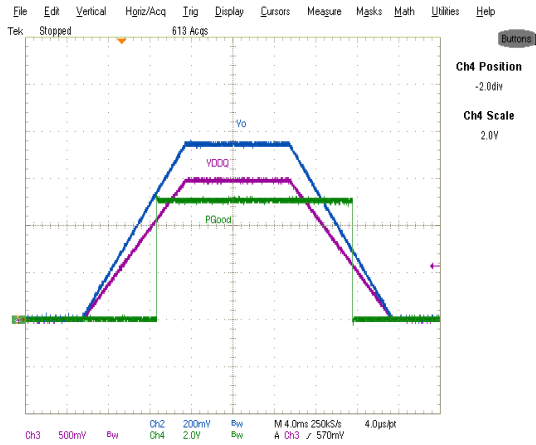 File Edit Vertical Horiz/Acq Trig Display Cursors Measure Masks Math Utilities Help
Tek Stopped 613 Acqs
Buttons
Ch4 Position
-2.0div
Ch4 Scale
2.0V
Vo
VDDQ
PGood
Ch2 200mV Bw M 4.0ms 250kS/s 4.0µs/pt
Ch3 500mV Bw Ch4 2.0V Bw A Ch3 ∕ 570mV